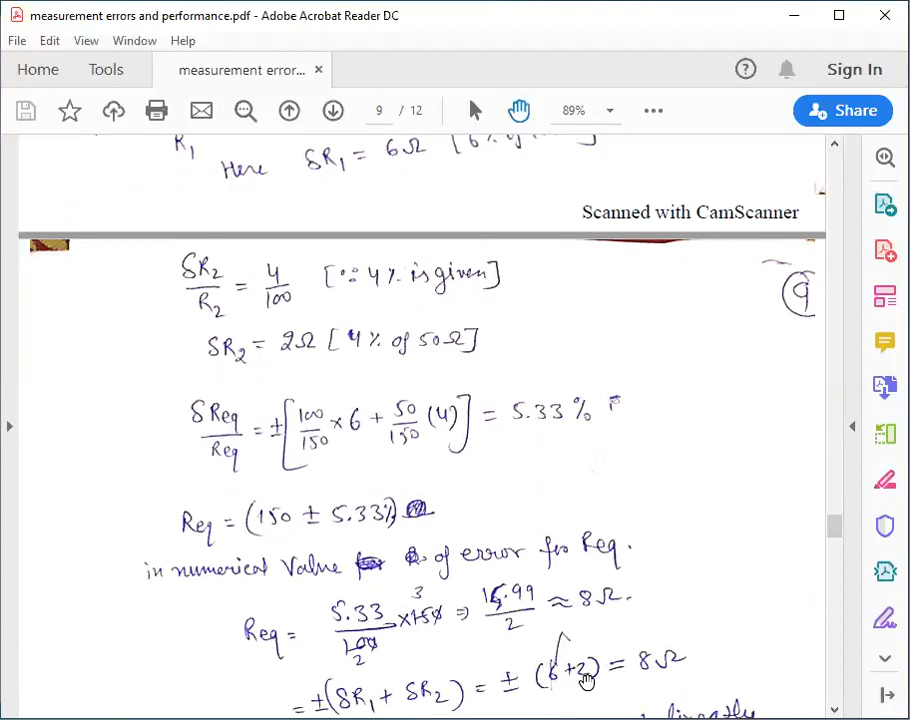 measurement errors and performance.pdf - Adobe Acrobat Reader DC
File Edit View Window Help
Home Tools measurement error... × Sign In
9 / 12 89% Share
R₁ Here δR₁ = 6Ω [6% of
Scanned with CamScanner
δR₂/R₂ = 4/100 [∵ 4% is given]
9
δR₂ = 2Ω [4% of 50Ω]
δReq/Req = ±[100/150 × 6 + 50/150 (4)] = 5.33 %
Req = (150 ± 5.33%)
in numerical value of error for Req.
Req = 5.33/100 × 150 ⇒ 15.99/2 ≈ 8Ω.
= ±(δR₁ + δR₂) = ± (6+2) = 8Ω
linearly